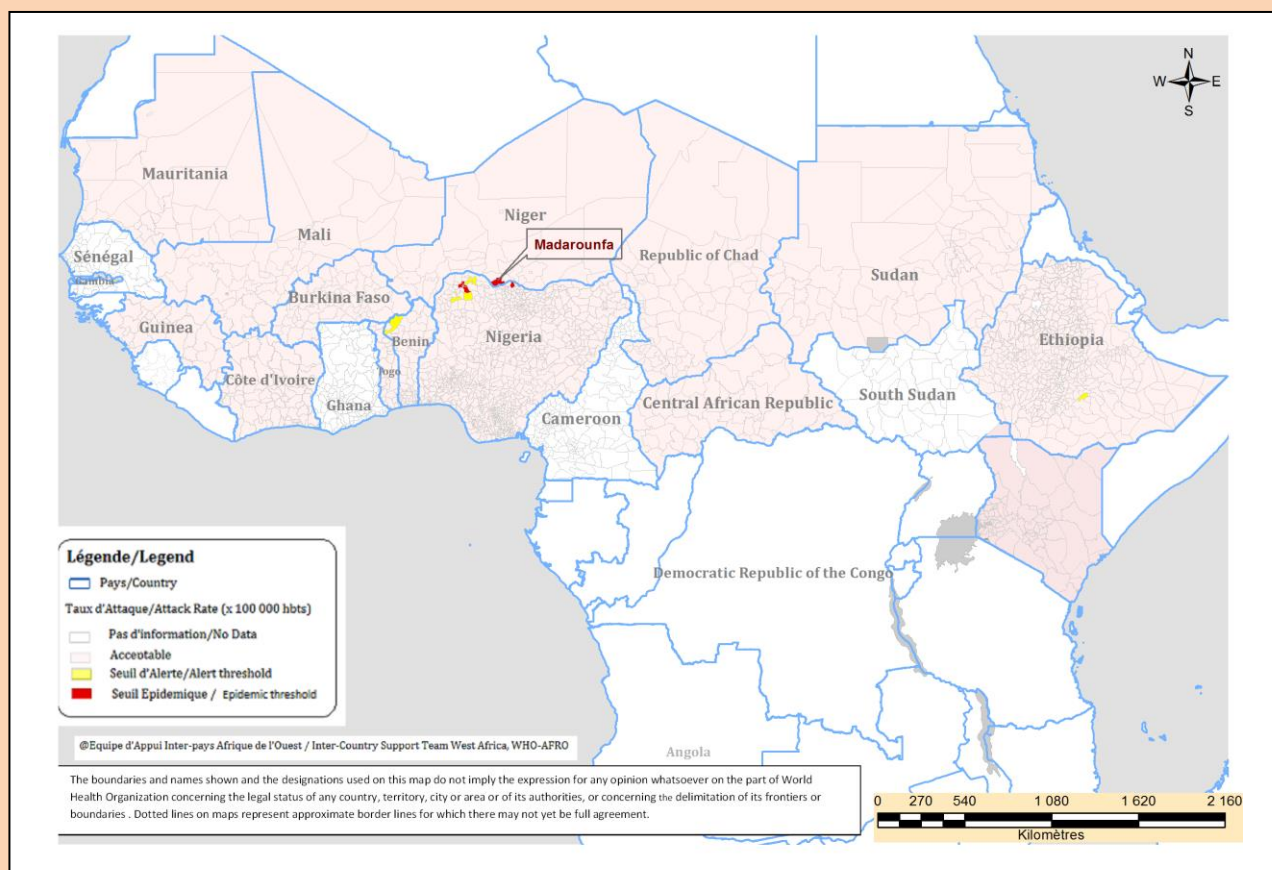 N
W E
S
Mauritania
Mali
Niger
Madarounfa
Republic of Chad
Sudan
Sénégal
Gambia
Burkina Faso
Guinea
Benin
Nigeria
Ethiopia
Côte d'Ivoire
Togo
Ghana
Cameroon
Central African Republic
South Sudan
Democratic Republic of the Congo
Angola
Légende/Legend
Pays/Country
Taux d'Attaque/Attack Rate (x 100 000 hbts)
Pas d'information/No Data
Acceptable
Seuil d'Alerte/Alert threshold
Seuil Epidemique / Epidemic threshold
@Equipe d'Appui Inter-pays Afrique de l'Ouest / Inter-Country Support Team West Africa, WHO-AFRO
The boundaries and names shown and the designations used on this map do not imply the expression for any opinion whatsoever on the part of World
Health Organization concerning the legal status of any country, territory, city or area or of its authorities, or concerning the delimitation of its frontiers or
boundaries . Dotted lines on maps represent approximate border lines for which there may not yet be full agreement.
0 270 540 1 080 1 620 2 160
Kilomètres